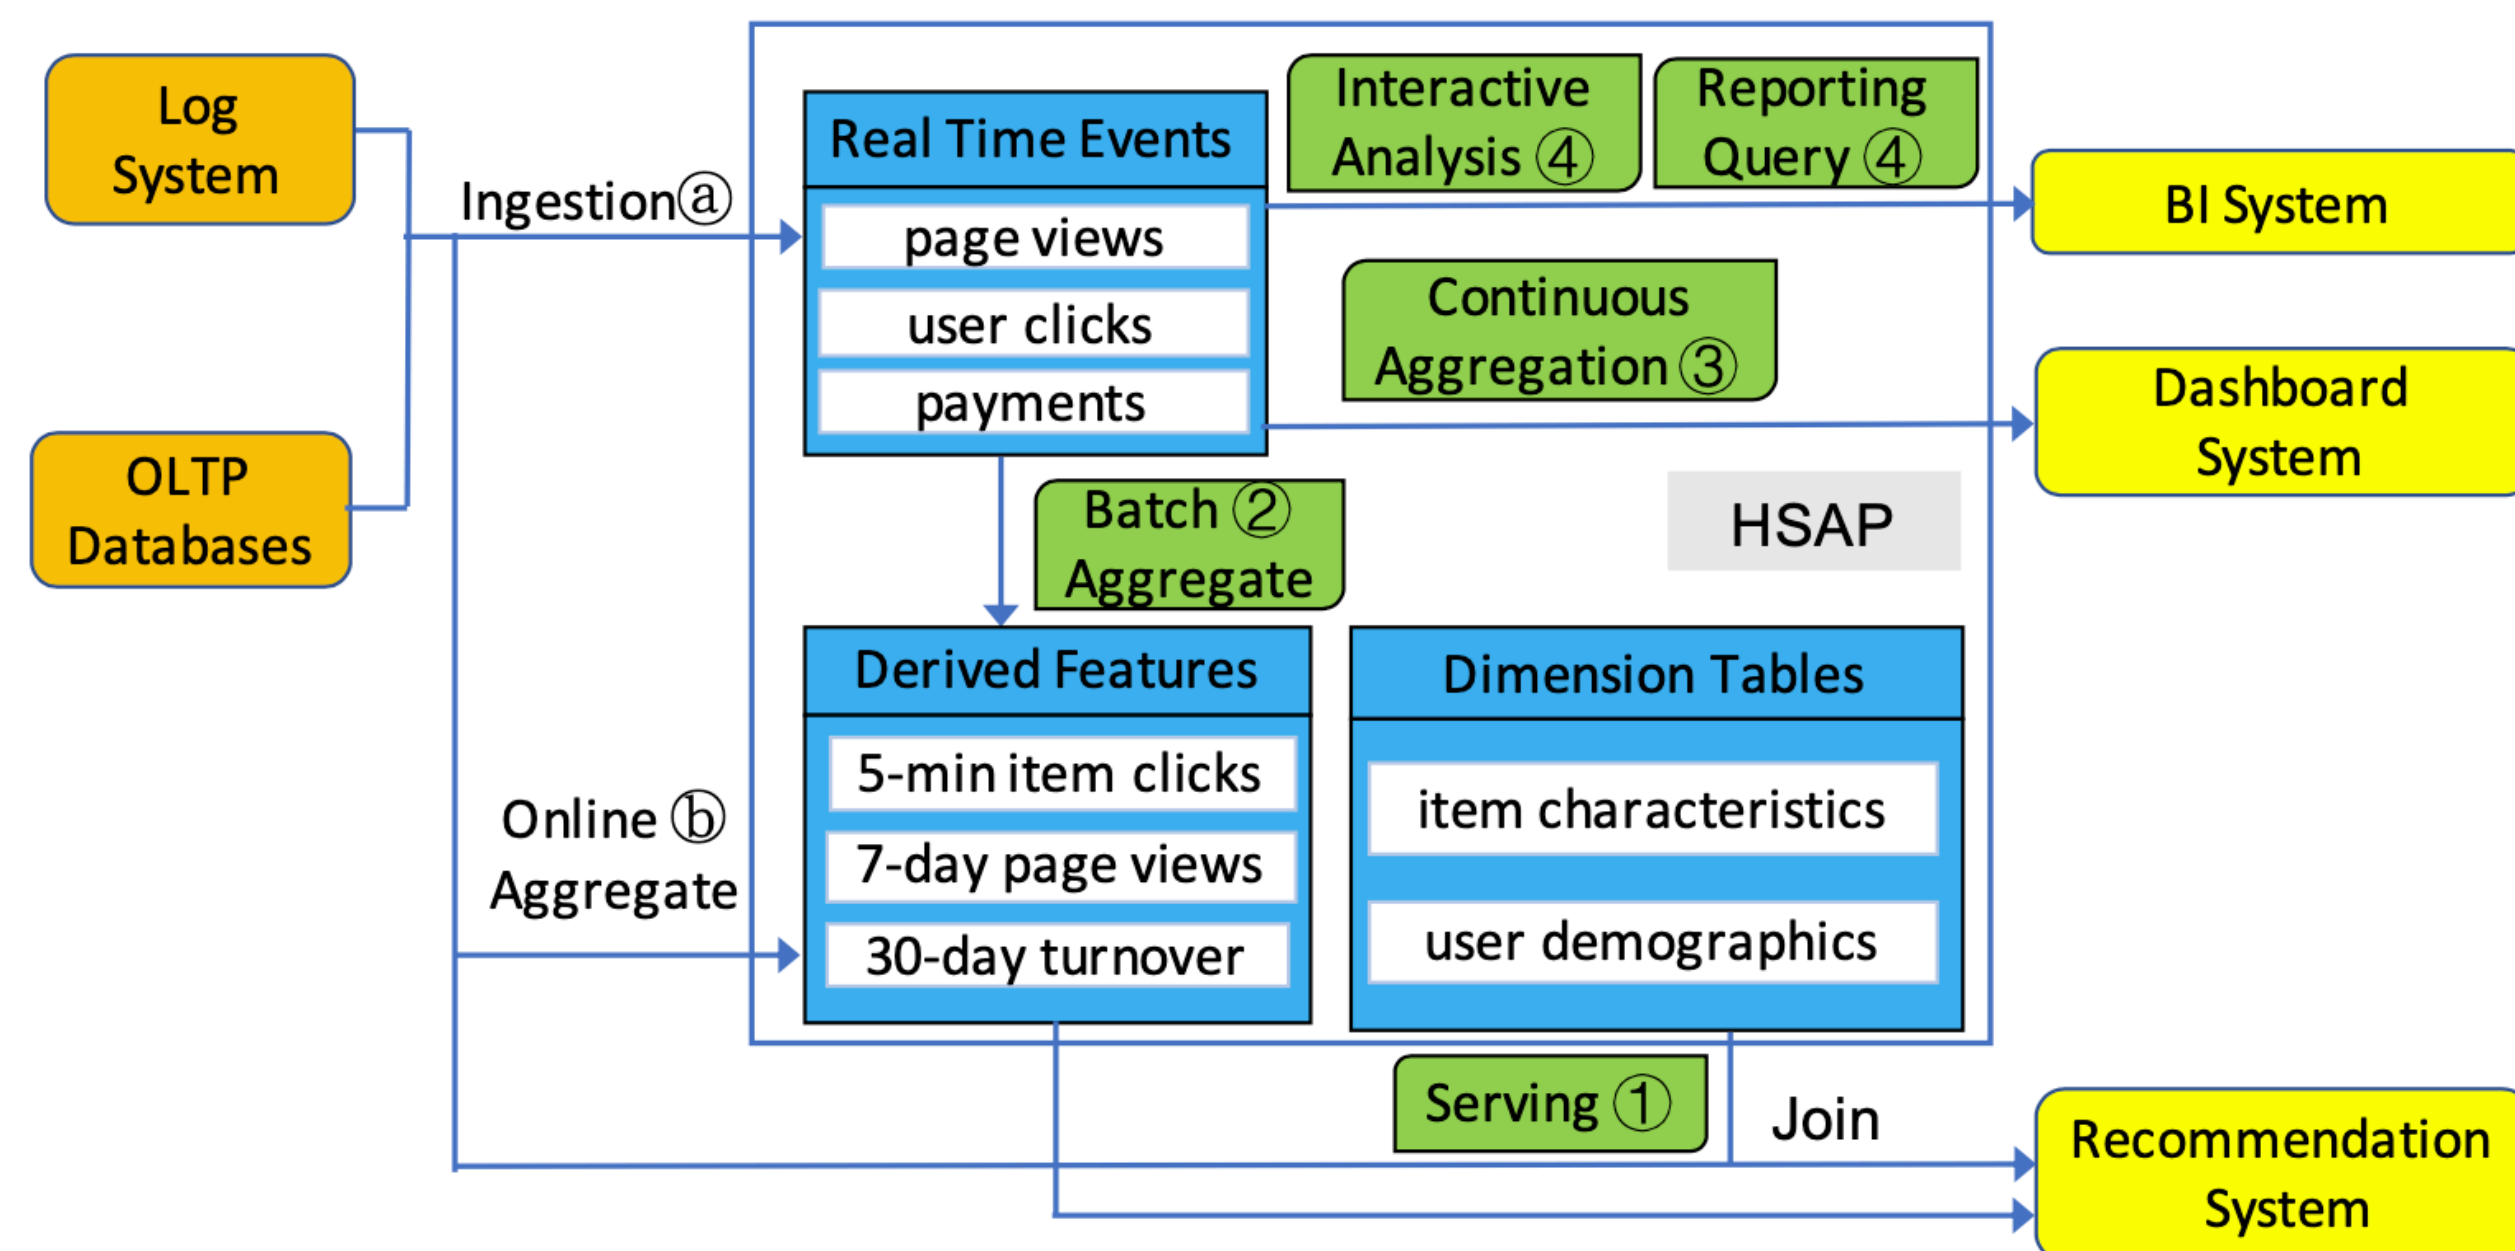 Log
System
OLTP
Databases
Ingestionⓐ
Online ⓑ
Aggregate
Real Time Events
page views
user clicks
payments
Interactive
Analysis ④
Reporting
Query ④
Continuous
Aggregation ③
Batch ②
Aggregate
HSAP
Derived Features
5-min item clicks
7-day page views
30-day turnover
Dimension Tables
item characteristics
user demographics
Serving ①
Join
BI System
Dashboard
System
Recommendation
System